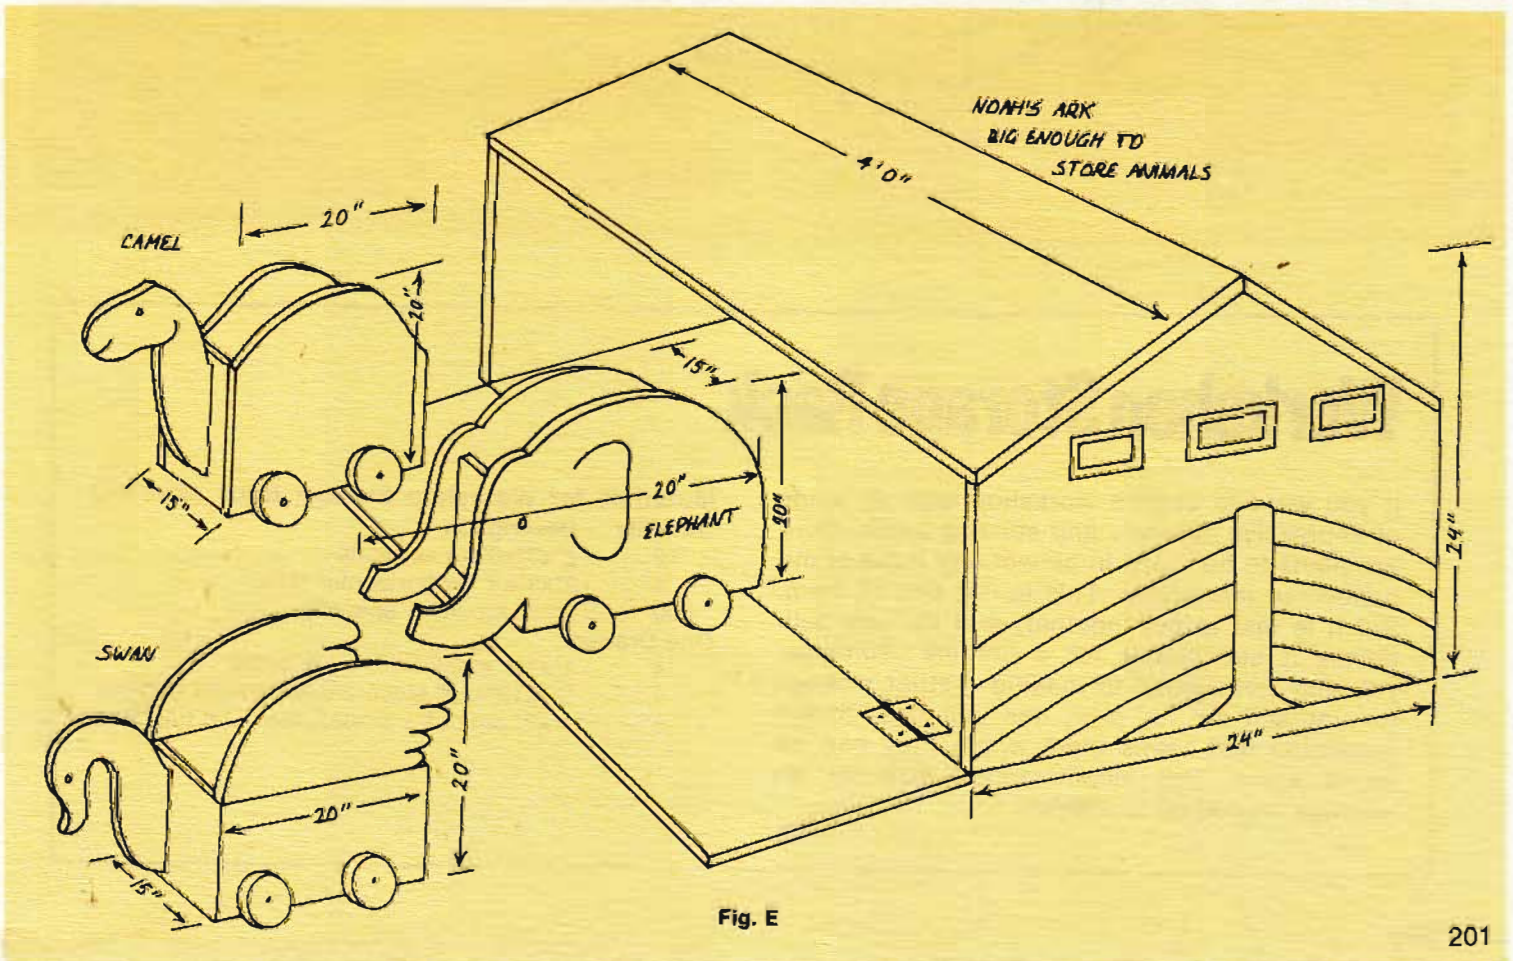 NOAH'S ARK
BIG ENOUGH TO
STORE ANIMALS
4'0"
20"
CAMEL
20"
15"
15"
20"
ELEPHANT
20"
24"
24"
SWAN
20"
20"
15"
Fig. E
201